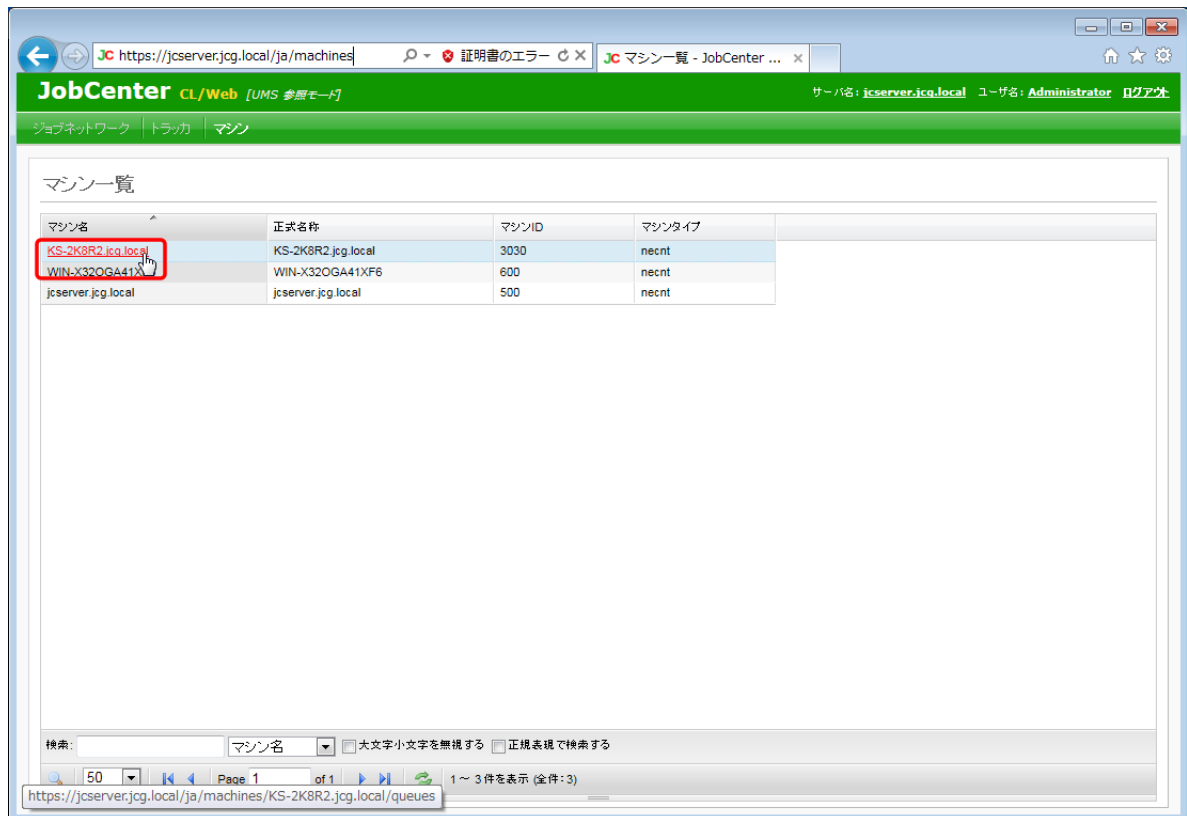 JC https://jcserver.jcg.local/ja/machines 証明書のエラー JC マシン一覧 - JobCenter ...
JobCenter CL/Web [UMS 参照モード] サーバ名: jcserver.jcg.local ユーザ名: Administrator ログアウト
ジョブネットワーク トラッカ マシン
マシン一覧
マシン名 正式名称 マシンID マシンタイプ
KS-2K8R2.jcg.local KS-2K8R2.jcg.local 3030 necnt
WIN-X32OGA41X WIN-X32OGA41XF6 600 necnt
jcserver.jcg.local jcserver.jcg.local 500 necnt
検索: マシン名 大文字小文字を無視する 正規表現で検索する
50 Page 1 of 1 1 ~ 3 件を表示 (全件: 3)
https://jcserver.jcg.local/ja/machines/KS-2K8R2.jcg.local/queues